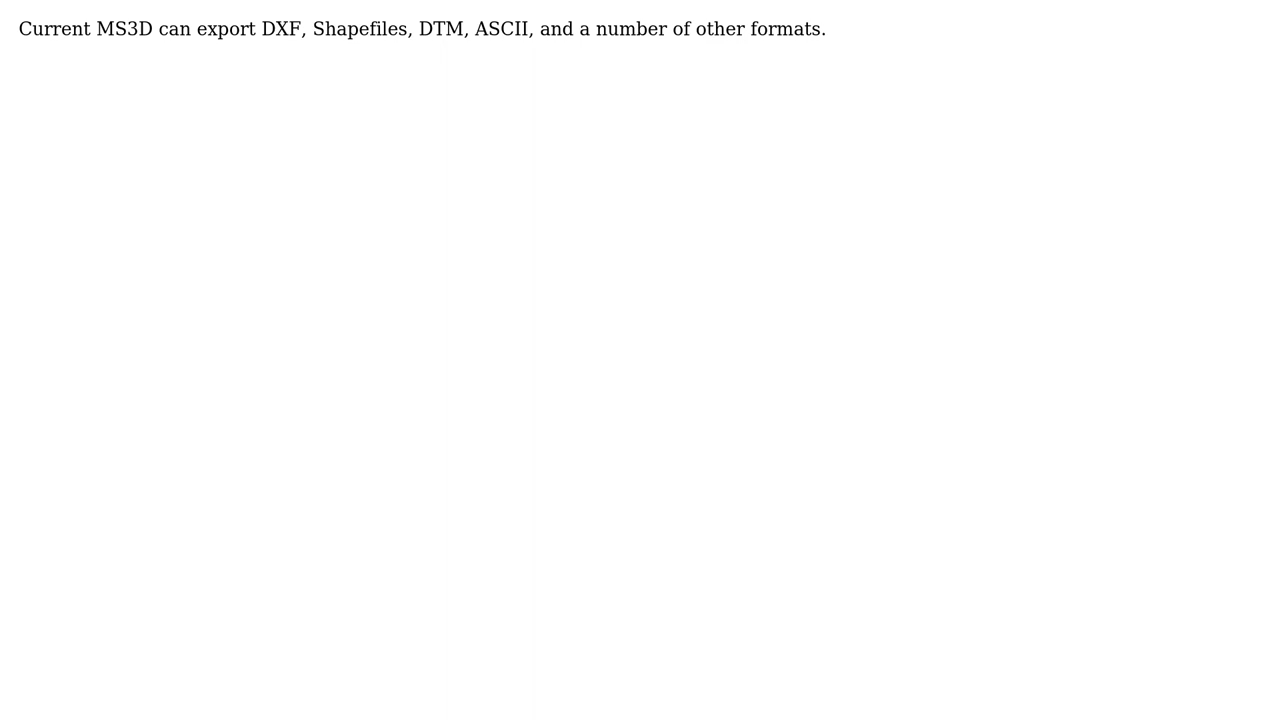 Current MS3D can export DXF, Shapefiles, DTM, ASCII, and a number of other formats.